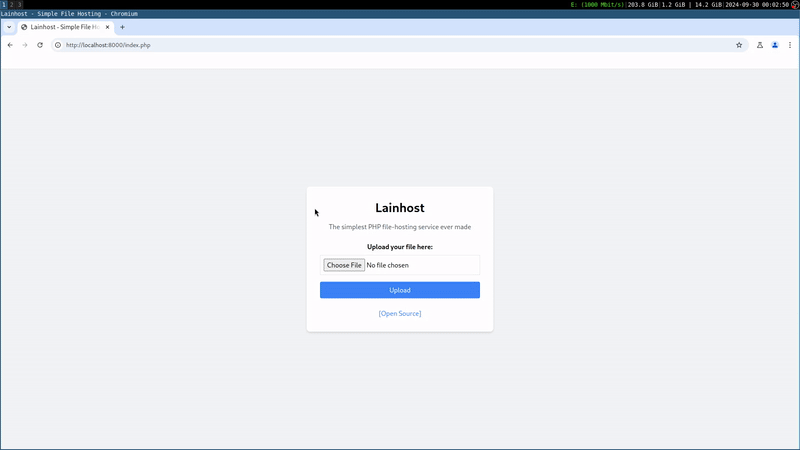 1 2 3
E: (1000 Mbit/s)|203.8 GiB|1.2 GiB | 14.2 GiB|2024-09-30 00:02:50
Lainhost - Simple File Hosting - Chromium
Lainhost - Simple File H
http://localhost:8000/index.php
Lainhost
The simplest PHP file-hosting service ever made
Upload your file here:
Choose File No file chosen
Upload
[Open Source]